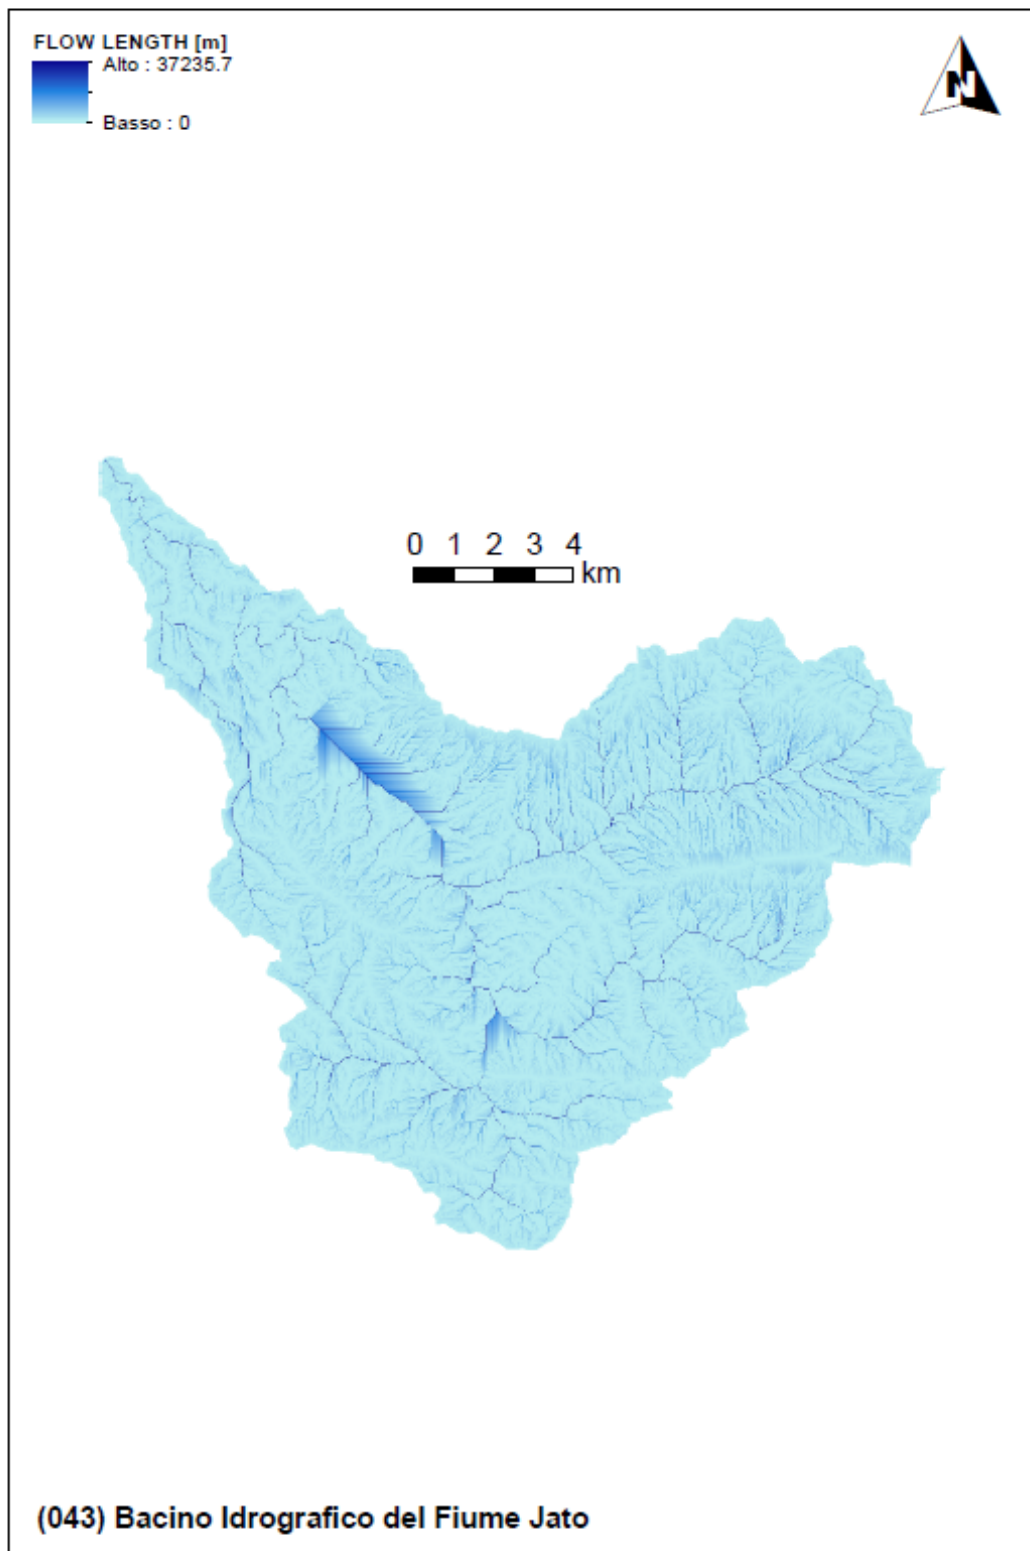 FLOW LENGTH [m]
Alto : 37235.7
Basso : 0
N
0 1 2 3 4
km
(043) Bacino Idrografico del Fiume Jato